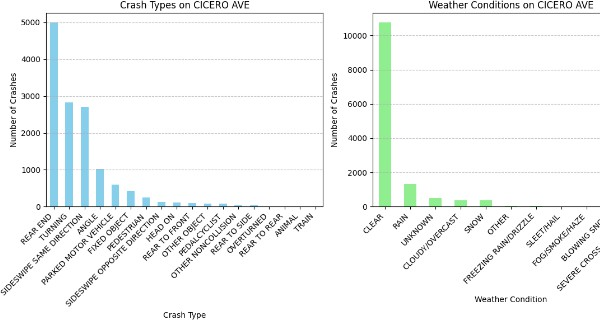 Crash Types on CICERO AVE
Number of Crashes
5000
4000
3000
2000
1000
0
REAR END
TURNING
SIDESWIPE SAME DIRECTION
ANGLE
PARKED MOTOR VEHICLE
FIXED OBJECT
PEDESTRIAN
SIDESWIPE OPPOSITE DIRECTION
HEAD ON
REAR TO FRONT
OTHER OBJECT
PEDALCYCLIST
OTHER NONCOLLISION
REAR TO SIDE
OVERTURNED
REAR TO REAR
ANIMAL
TRAIN
Crash Type
Weather Conditions on CICERO AVE
Number of Crashes
10000
8000
6000
4000
2000
0
CLEAR
RAIN
UNKNOWN
CLOUDY/OVERCAST
SNOW
OTHER
FREEZING RAIN/DRIZZLE
SLEET/HAIL
FOG/SMOKE/HAZE
BLOWING SNO
SEVERE CROSS
Weather Condition